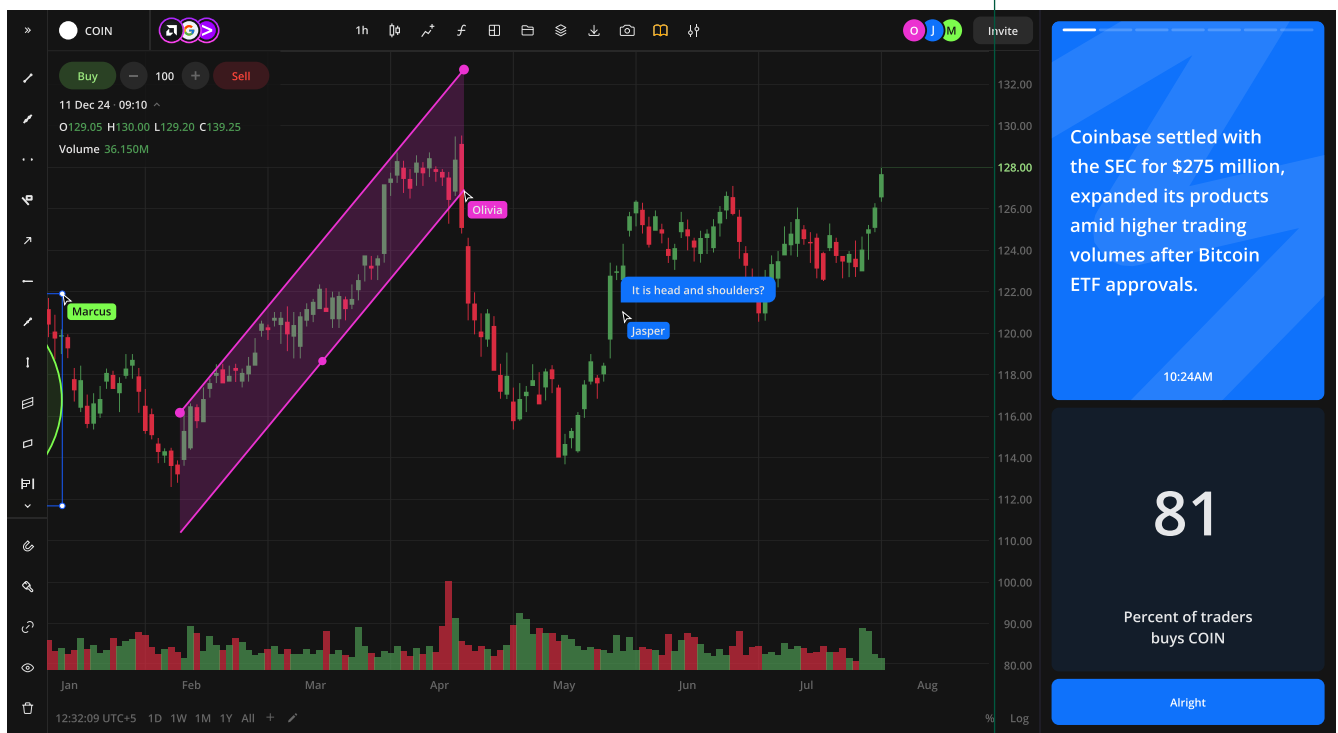 COIN
G
1h
O J M
Invite
Buy
100
Sell
11 Dec 24 · 09:10
O129.05 H130.00 L129.20 C139.25
Volume 36.150M
Olivia
Marcus
It is head and shoulders?
Jasper
132.00
130.00
128.00
126.00
124.00
122.00
120.00
118.00
116.00
114.00
112.00
110.00
100.00
90.00
80.00
Jan
Feb
Mar
Apr
May
Jun
Jul
Aug
12:32:09 UTC+5 1D 1W 1M 1Y All
% Log
Coinbase settled with
the SEC for $275 million,
expanded its products
amid higher trading
volumes after Bitcoin
ETF approvals.
10:24AM
81
Percent of traders
buys COIN
Alright